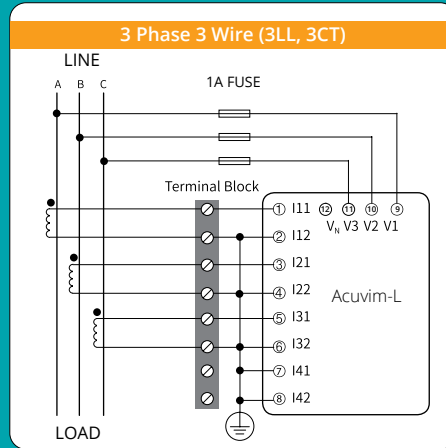 3 Phase 3 Wire (3LL, 3CT)
LINE
A B C
1A FUSE
Terminal Block
① I11
② I12
③ I21
④ I22
⑤ I31
⑥ I32
⑦ I41
⑧ I42
⑫ ⑪ ⑩ ⑨
VN V3 V2 V1
Acuvim-L
LOAD